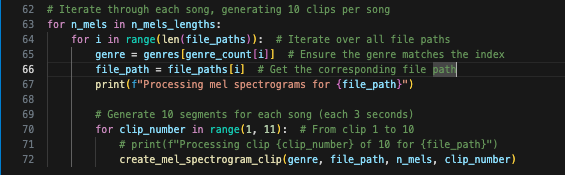 62 # Iterate through each song, generating 10 clips per song
63 for n_mels in n_mels_lengths:
64     for i in range(len(file_paths)):  # Iterate over all file paths
65         genre = genres[genre_count[i]]  # Ensure the genre matches the index
66         file_path = file_paths[i]  # Get the corresponding file path
67         print(f"Processing mel spectrograms for {file_path}")
68
69         # Generate 10 segments for each song (each 3 seconds)
70         for clip_number in range(1, 11):  # From clip 1 to 10
71             # print(f"Processing clip {clip_number} of 10 for {file_path}")
72             create_mel_spectrogram_clip(genre, file_path, n_mels, clip_number)